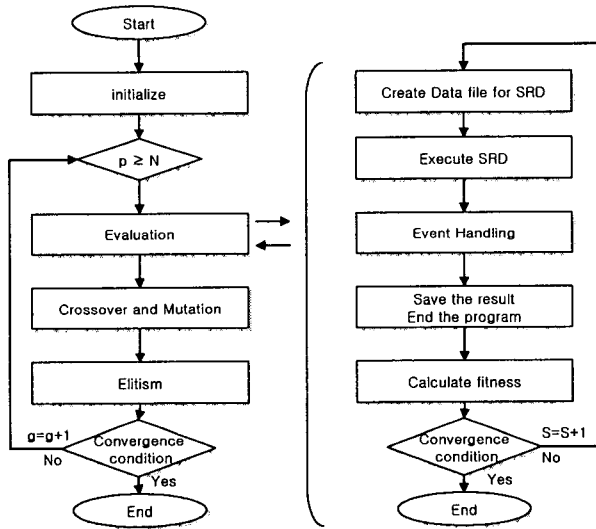 Start
initialize
p ≥ N
Evaluation
Crossover and Mutation
Elitism
g=g+1
Convergence
condition
No
Yes
End
Create Data file for SRD
Execute SRD
Event Handling
Save the result
End the program
Calculate fitness
Convergence
condition
S=S+1
No
Yes
End